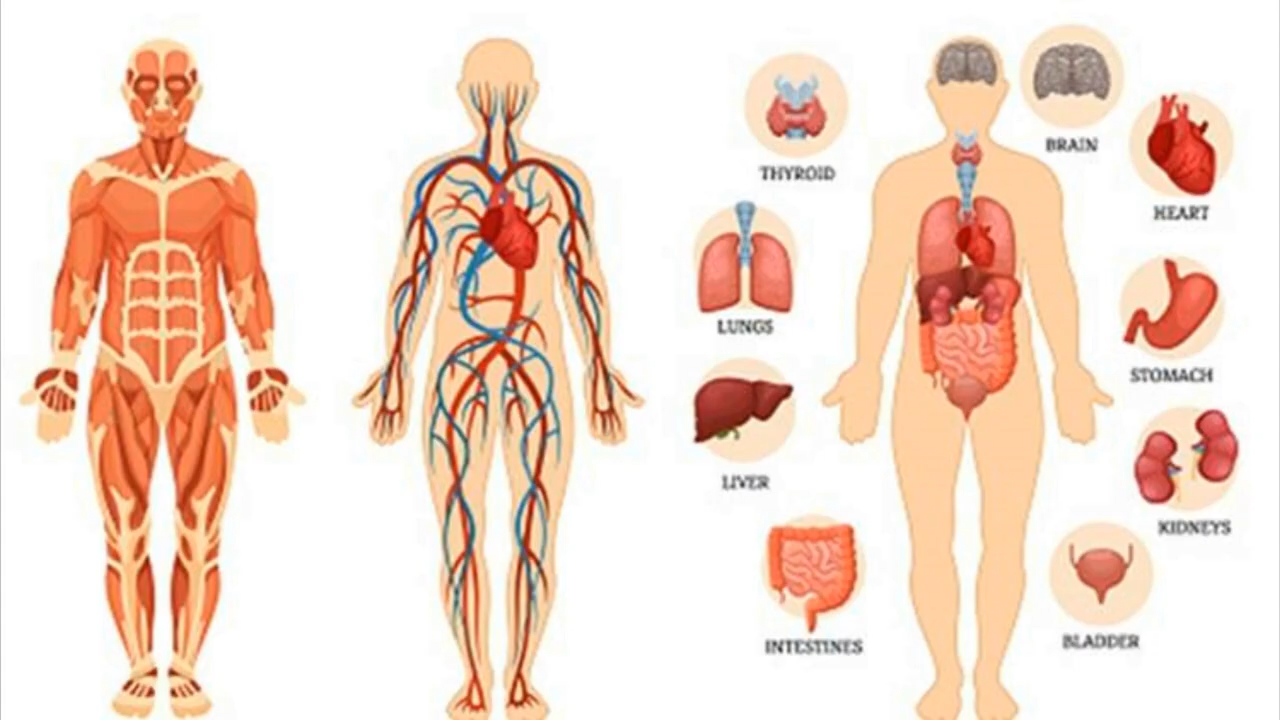 BRAIN
THYROID
HEART
LUNGS
STOMACH
LIVER
KIDNEYS
INTESTINES
BLADDER